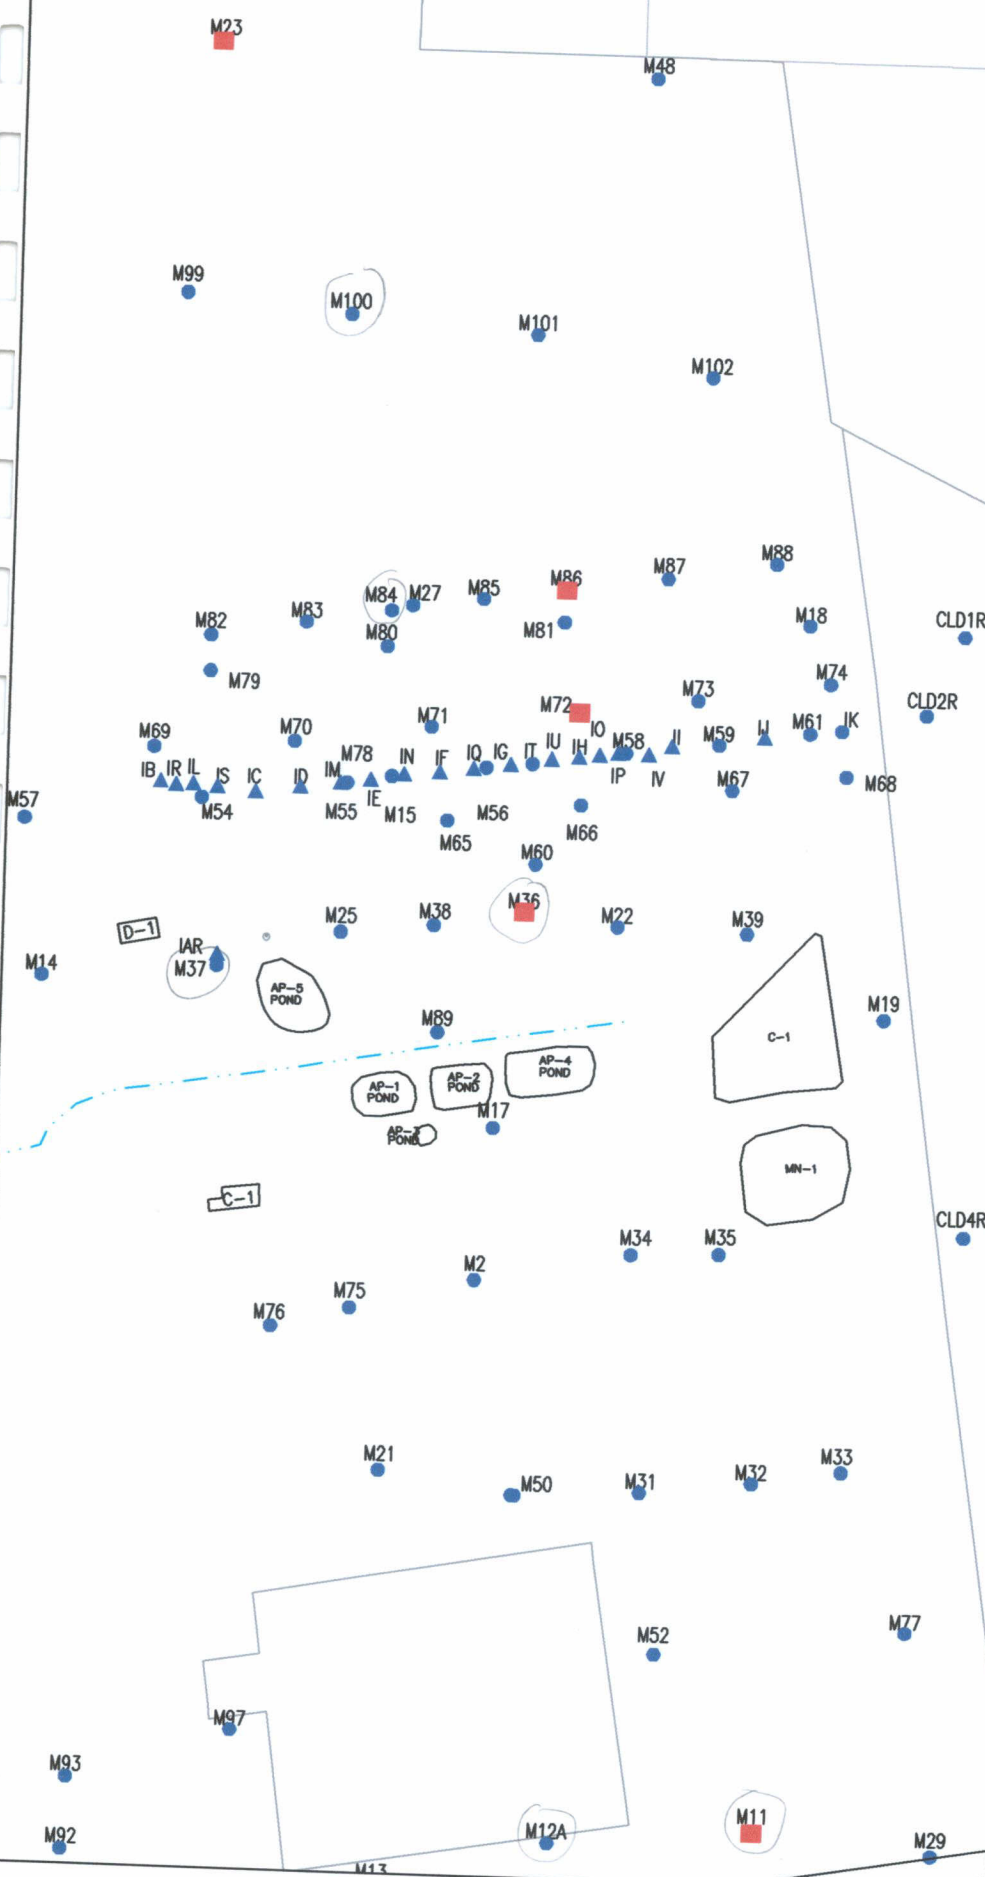 M23
M48
M99
M100
M101
M102
M88
M87
M86
M85
M84
M27
M83
M82
M18
CLD1R
M81
M80
M79
M74
M73
CLD2R
M72
M71
M70
M69
IO
IJ
M61
IK
M59
M58
II
IU
IH
IT
IG
IQ
IF
IN
M78
IM
IP
IV
IB
IR
IL
IS
IC
ID
IE
M68
M67
M57
M54
M55
M15
M56
M65
M66
M60
M36
M25
M38
M22
M39
D-1
IAR
M37
M14
AP-5
POND
M19
M89
C-1
AP-4
POND
AP-2
POND
AP-1
POND
M17
AP-3
POND
MN-1
C-1
CLD4R
M34
M35
M2
M75
M76
M21
M50
M31
M32
M33
M77
M52
M97
M93
M92
M12A
M11
M29
M13